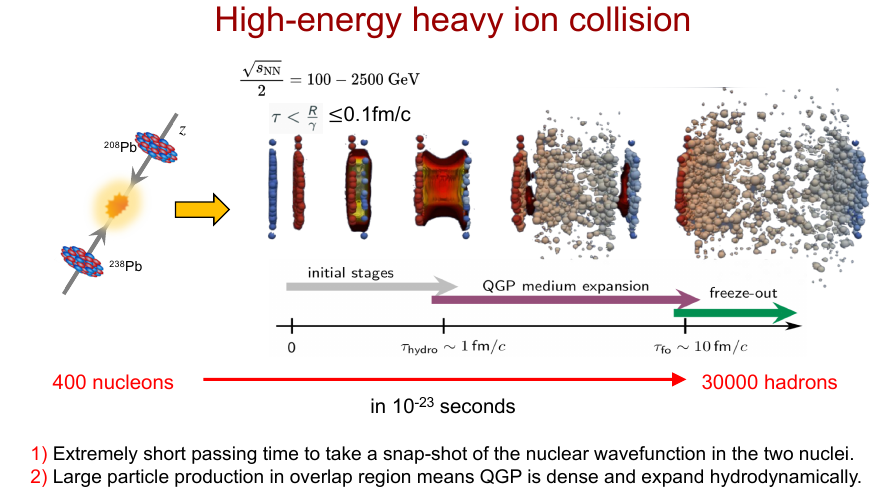 High-energy heavy ion collision
√s_NN / 2 = 100 − 2500 GeV
τ < R/γ ≤0.1fm/c
z
²⁰⁸Pb
²³⁸Pb
initial stages
QGP medium expansion
freeze-out
0
τ_hydro ∼ 1 fm/c
τ_fo ∼ 10 fm/c
400 nucleons
30000 hadrons
in 10⁻²³ seconds
1) Extremely short passing time to take a snap-shot of the nuclear wavefunction in the two nuclei.
2) Large particle production in overlap region means QGP is dense and expand hydrodynamically.